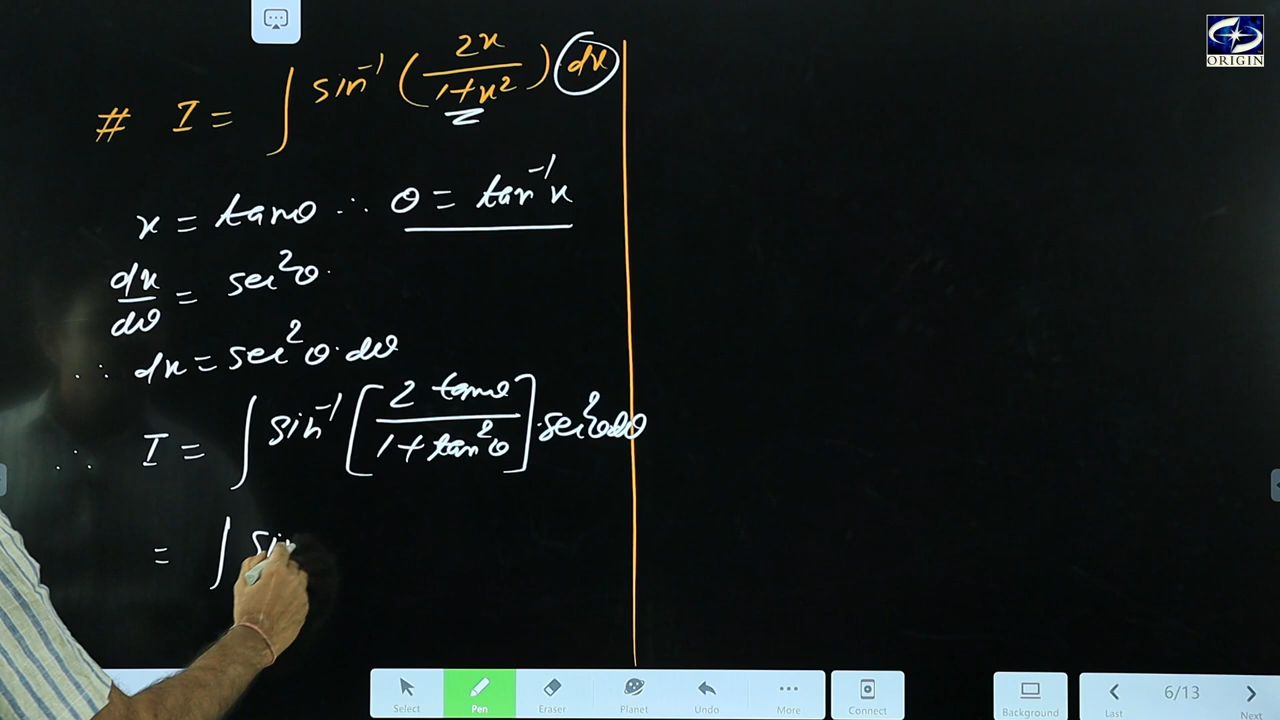 # I = ∫ sin⁻¹ (2x / 1+x²) dx
x = tanθ ∴ θ = tan⁻¹x
dx/dθ = sec²θ.
∴ dx = sec²θ·dθ
∴ I = ∫ sin⁻¹ [2 tanθ / 1+tan²θ] · sec²θdθ
= ∫ sin
ORIGIN
Select Pen Eraser Planet Undo More Connect Background Last 6/13 Next